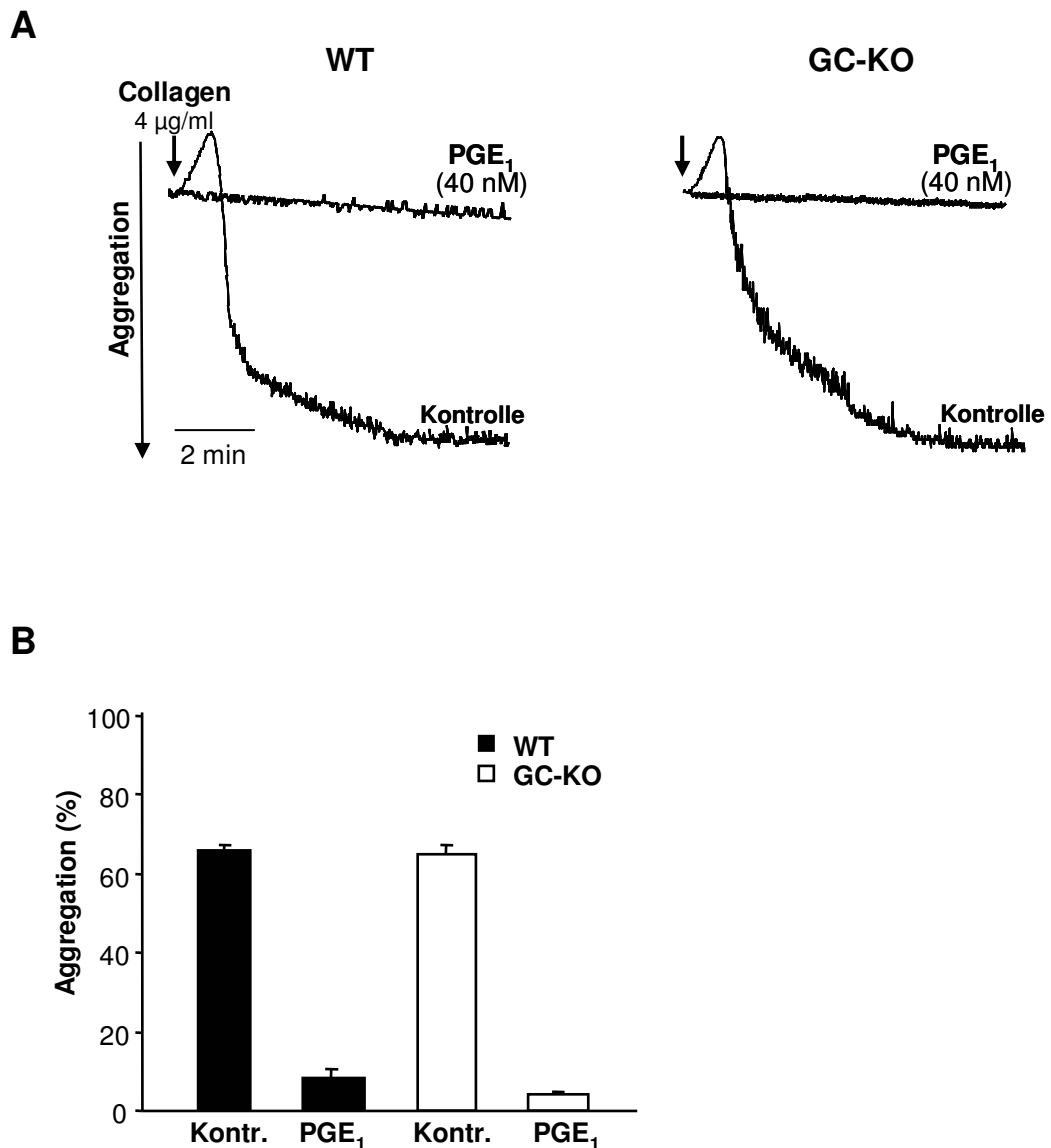 A
WT
GC-KO
Collagen
4 µg/ml
PGE₁
(40 nM)
PGE₁
(40 nM)
Aggregation
Kontrolle
Kontrolle
2 min
B
100
80
60
40
20
0
Aggregation (%)
WT
GC-KO
Kontr.
PGE₁
Kontr.
PGE₁